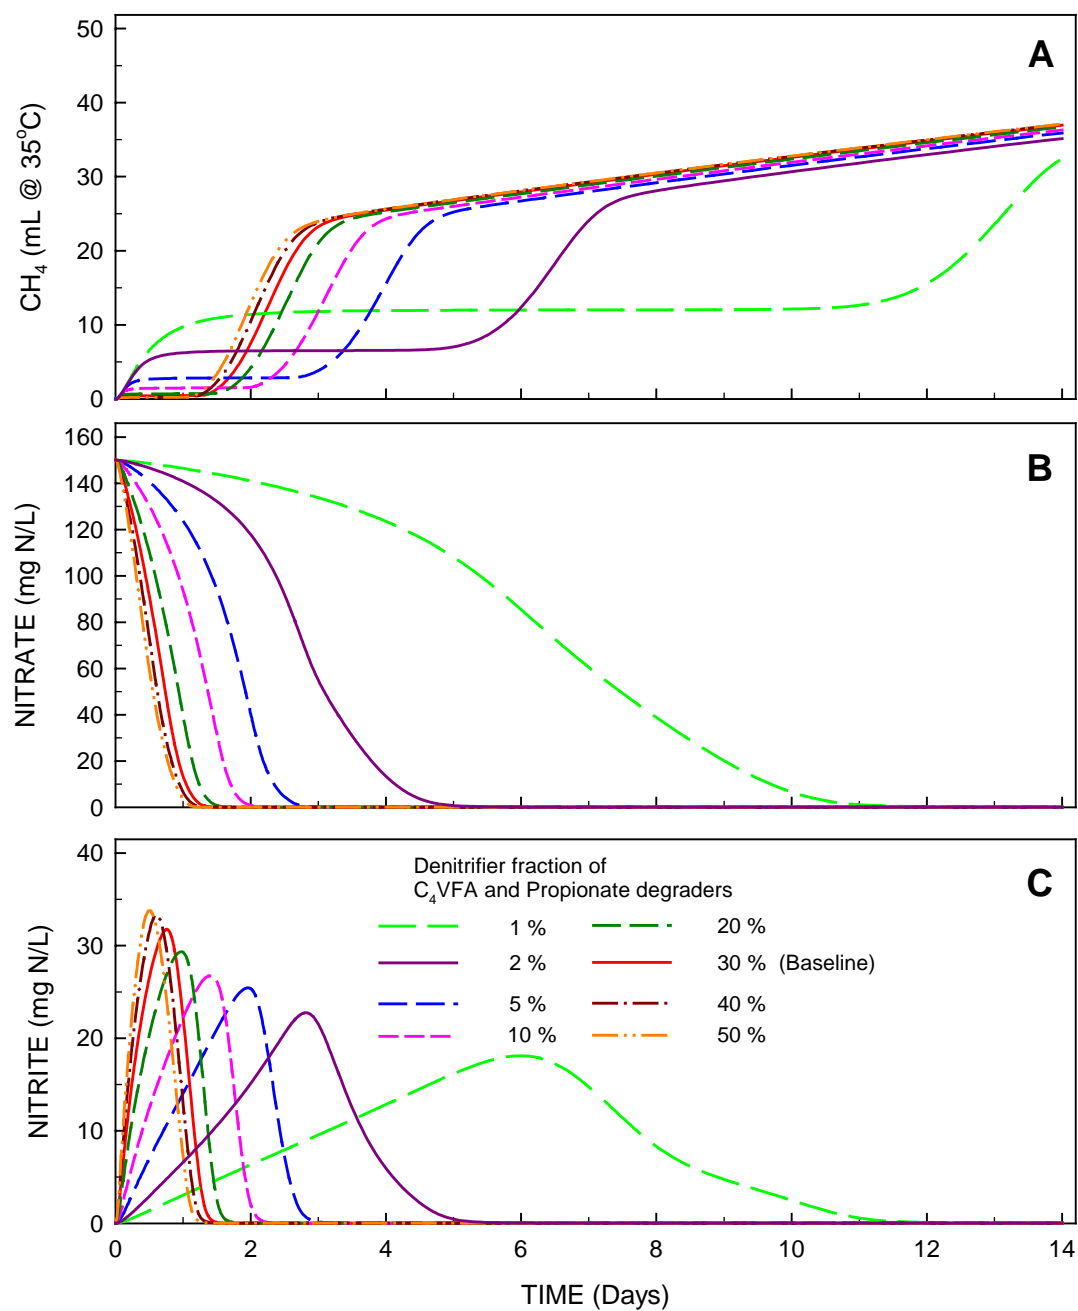 A
CH₄ (mL @ 35°C)
50
40
30
20
10
0
B
NITRATE (mg N/L)
160
140
120
100
80
60
40
20
0
C
NITRITE (mg N/L)
40
30
20
10
0
Denitrifier fraction of
C₄VFA and Propionate degraders
1 %
20 %
2 %
30 % (Baseline)
5 %
40 %
10 %
50 %
0 2 4 6 8 10 12 14
TIME (Days)